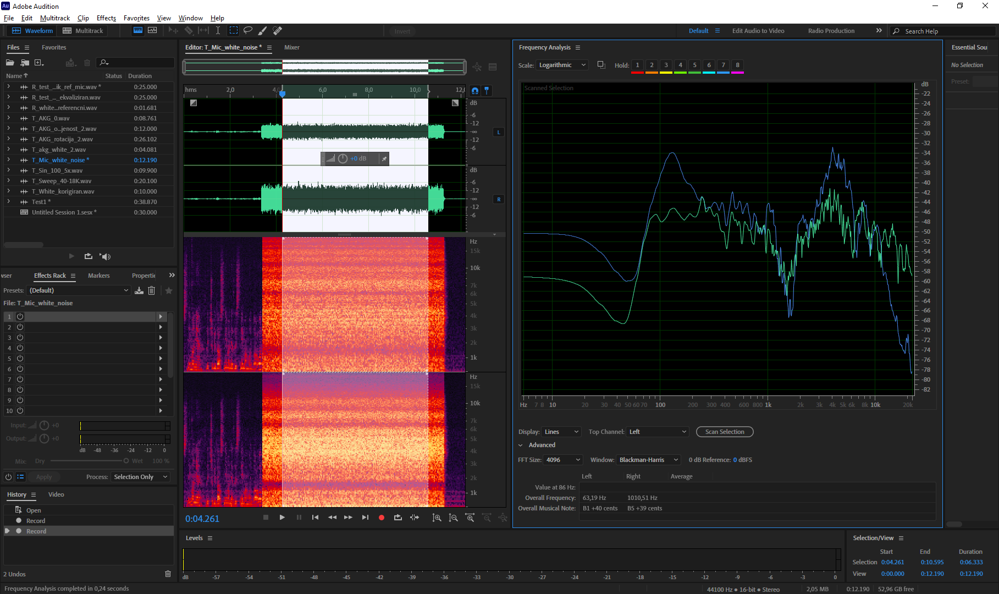 Au Adobe Audition
File Edit Multitrack Clip Effects Favorites View Window Help
Waveform Multitrack Invert Default Edit Audio to Video Radio Production Search Help
Files Favorites
Name Status Duration
R_test_...ik_ref_mic.wav * 0:25.000
R_test_..._ekvaliziran.wav 0:25.000
R_white...referencni.wav 0:01.681
T_AKG_0.wav 0:08.761
T_AKG_o...jenost_2.wav 0:12.000
T_AKG_rotacija_2.wav 0:26.102
T_akg_white_2.wav 0:04.081
T_Mic_white_noise * 0:12.190
T_Sin_100_5x.wav 0:09.900
T_Sweep_40-18K.wav 0:20.100
T_White_korigiran.wav 0:10.000
Test1 * 0:38.870
Untitled Session 1.sesx * 0:30.000
wser Effects Rack Markers Properti
Presets: (Default)
File: T_Mic_white_noise
1
2
3
4
5
6
7
8
9
10
Input: +0
Output: +0
dB -48 -36 -24 -12 0
Mix: Dry Wet 100 %
Apply Process: Selection Only
History Video
Open
Record
Record
2 Undos
Frequency Analysis completed in 0,24 seconds
Editor: T_Mic_white_noise * Mixer
hms 2,0 4,0 6,0 8,0 10,0 12,0
dB
-6
-12
-∞
-12
-6
L
+0 dB
dB
-6
-12
-∞
-12
-6
R
Hz
15k
10k
7k
6k
5k
4k
3k
2k
1k
Hz
15k
10k
7k
6k
5k
4k
3k
2k
1k
0:04.261
Levels
dB -57 -54 -51 -48 -45 -42 -39 -36 -33 -30 -27 -24 -21 -18 -15 -12 -9 -6 -3 0
Frequency Analysis
Scale: Logarithmic Hold: 1 2 3 4 5 6 7 8
Scanned Selection
dB
-22
-24
-26
-28
-30
-32
-34
-36
-38
-40
-42
-44
-46
-48
-50
-52
-54
-56
-58
-60
-62
-64
-66
-68
-70
-72
-74
-76
-78
-80
-82
Hz 7 8 10 20 30 40 50 60 70 100 200 300 400 600 800 1k 2k 3k 4k 5k 6k 8k 10k 20k
Display: Lines Top Channel: Left Scan Selection
Advanced
FFT Size: 4096 Window: Blackman-Harris 0 dB Reference: 0 dBFS
Left Right Average
Value at 86 Hz:
Overall Frequency: 63,19 Hz 1010,51 Hz
Overall Musical Note: B1 +40 cents B5 +39 cents
Essential Sou
No Selection
Preset:
Selection/View
Start End Duration
Selection 0:04.261 0:10.595 0:06.333
View 0:00.000 0:12.190 0:12.190
44100 Hz ● 16-bit ● Stereo 2,05 MB 0:12.190 52,96 GB free